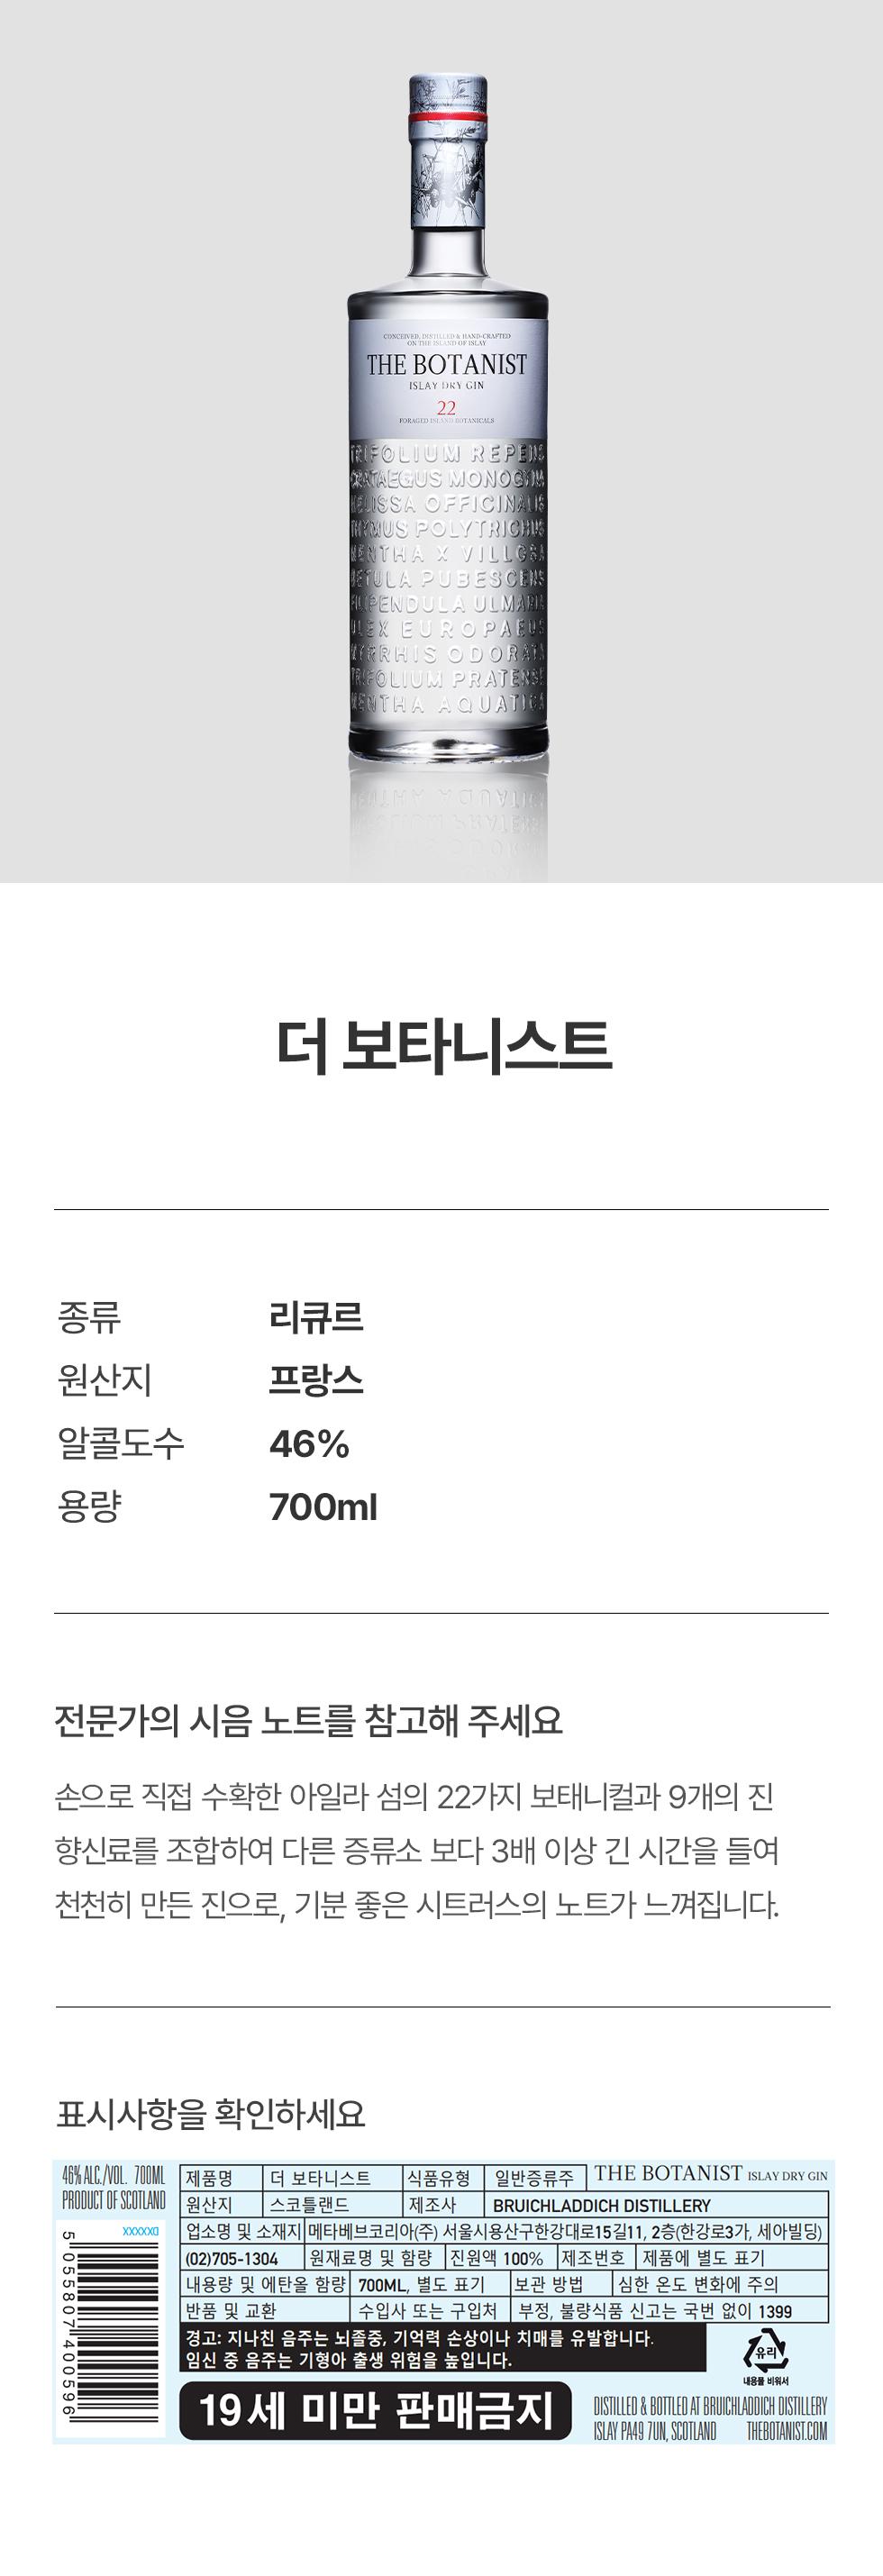 CONCEIVED, DISTILLED & HAND-CRAFTED
ON THE ISLAND OF ISLAY
THE BOTANIST
ISLAY DRY GIN
22
FORAGED ISLAND BOTANICALS
TRIFOLIUM REPENS
CRATAEGUS MONOGYNA
MELISSA OFFICINALIS
THYMUS POLYTRICHUS
MENTHA X VILLOSA
BETULA PUBESCENS
FILIPENDULA ULMARIA
ULEX EUROPAEUS
MYRRHIS ODORATA
TRIFOLIUM PRATENSE
MENTHA AQUATICA
더 보타니스트
종류 리큐르
원산지 프랑스
알콜도수 46%
용량 700ml
전문가의 시음 노트를 참고해 주세요
손으로 직접 수확한 아일라 섬의 22가지 보태니컬과 9개의 진
향신료를 조합하여 다른 증류소 보다 3배 이상 긴 시간을 들여
천천히 만든 진으로, 기분 좋은 시트러스의 노트가 느껴집니다.
표시사항을 확인하세요
46% ALC./VOL. 700ML
PRODUCT OF SCOTLAND
DXXXXX
5 055807 400596
제품명 더 보타니스트 식품유형 일반증류주 THE BOTANIST ISLAY DRY GIN
원산지 스코틀랜드 제조사 BRUICHLADDICH DISTILLERY
업소명 및 소재지 메타베브코리아(주) 서울시용산구한강대로15길11, 2층(한강로3가, 세아빌딩)
(02)705-1304 원재료명 및 함량 진원액 100% 제조번호 제품에 별도 표기
내용량 및 에탄올 함량 700ML, 별도 표기 보관 방법 심한 온도 변화에 주의
반품 및 교환 수입사 또는 구입처 부정, 불량식품 신고는 국번 없이 1399
경고: 지나친 음주는 뇌졸중, 기억력 손상이나 치매를 유발합니다.
임신 중 음주는 기형아 출생 위험을 높입니다.
유리
내용물 비워서
19세 미만 판매금지
DISTILLED & BOTTLED AT BRUICHLADDICH DISTILLERY
ISLAY PA49 7UN, SCOTLAND THEBOTANIST.COM